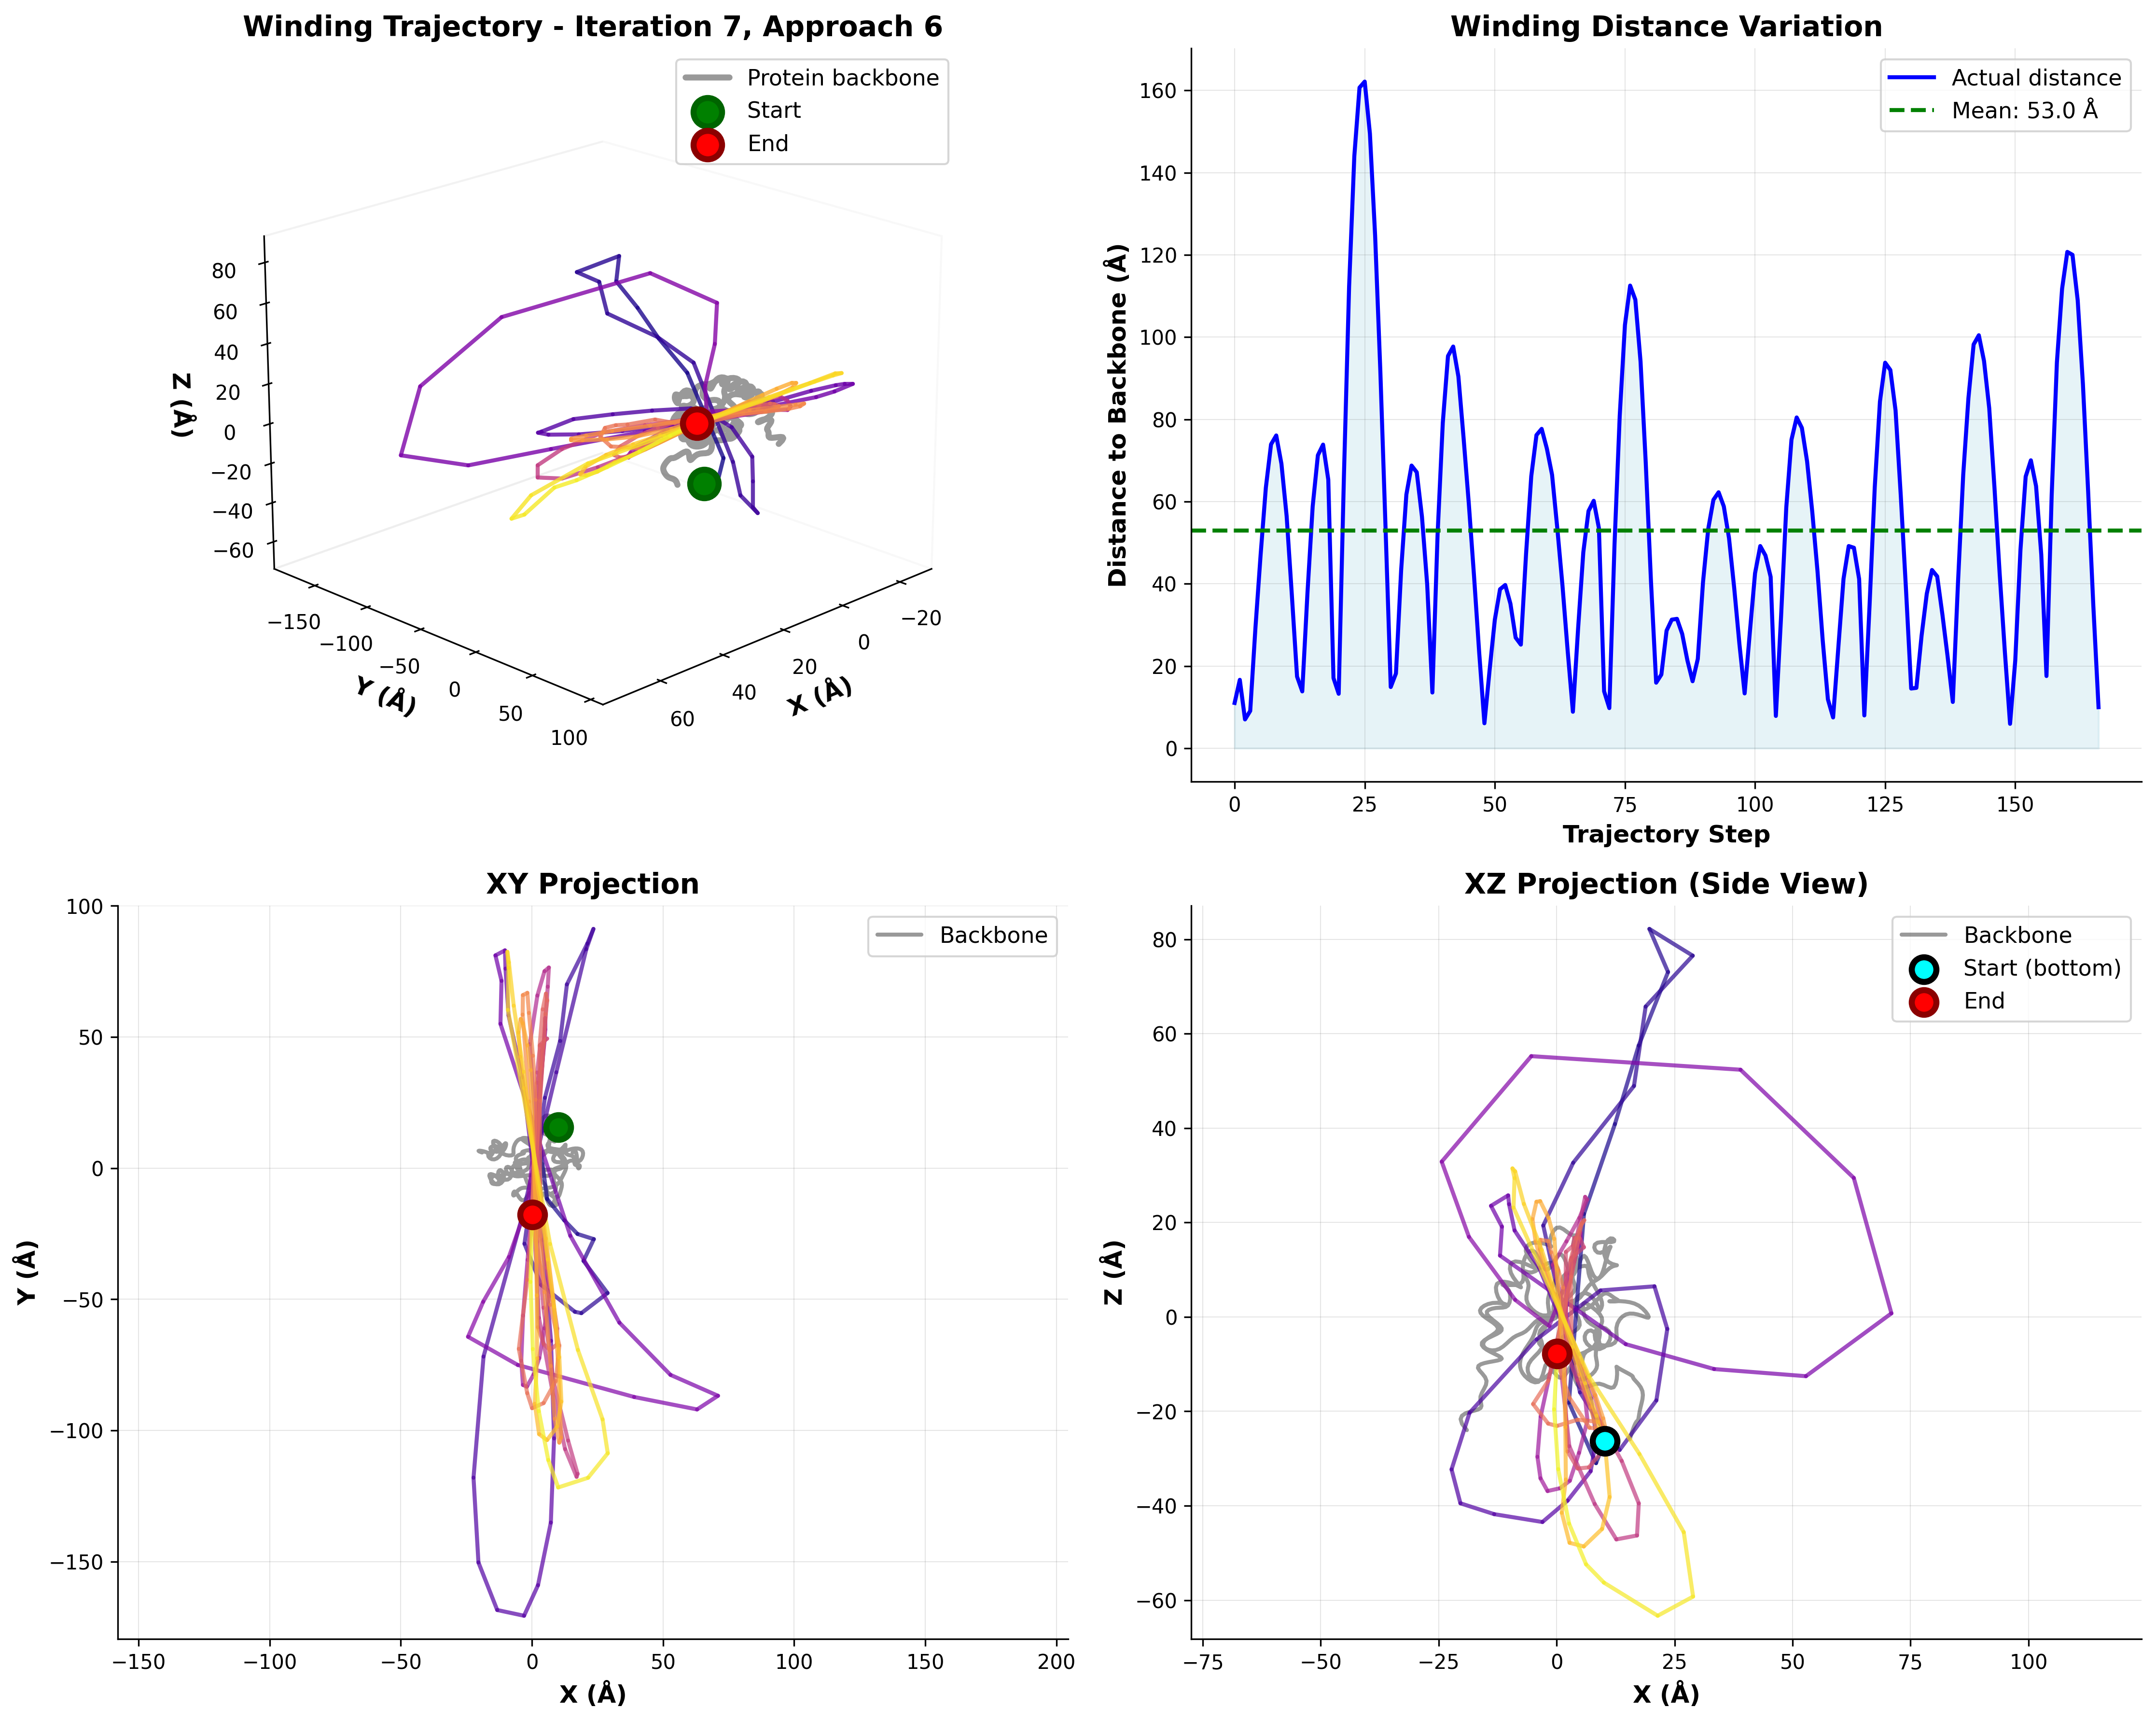 Winding Trajectory - Iteration 7, Approach 6
Protein backbone
Start
End
80
60
40
20
0
−20
−40
−60
Z (Å)
−150
−100
−50
0
50
100
Y (Å)
60
40
20
0
−20
X (Å)
Winding Distance Variation
Actual distance
Mean: 53.0 Å
160
140
120
100
80
60
40
20
0
Distance to Backbone (Å)
0
25
50
75
100
125
150
Trajectory Step
XY Projection
Backbone
100
50
0
−50
−100
−150
Y (Å)
−150
−100
−50
0
50
100
150
200
X (Å)
XZ Projection (Side View)
Backbone
Start (bottom)
End
80
60
40
20
0
−20
−40
−60
Z (Å)
−75
−50
−25
0
25
50
75
100
X (Å)